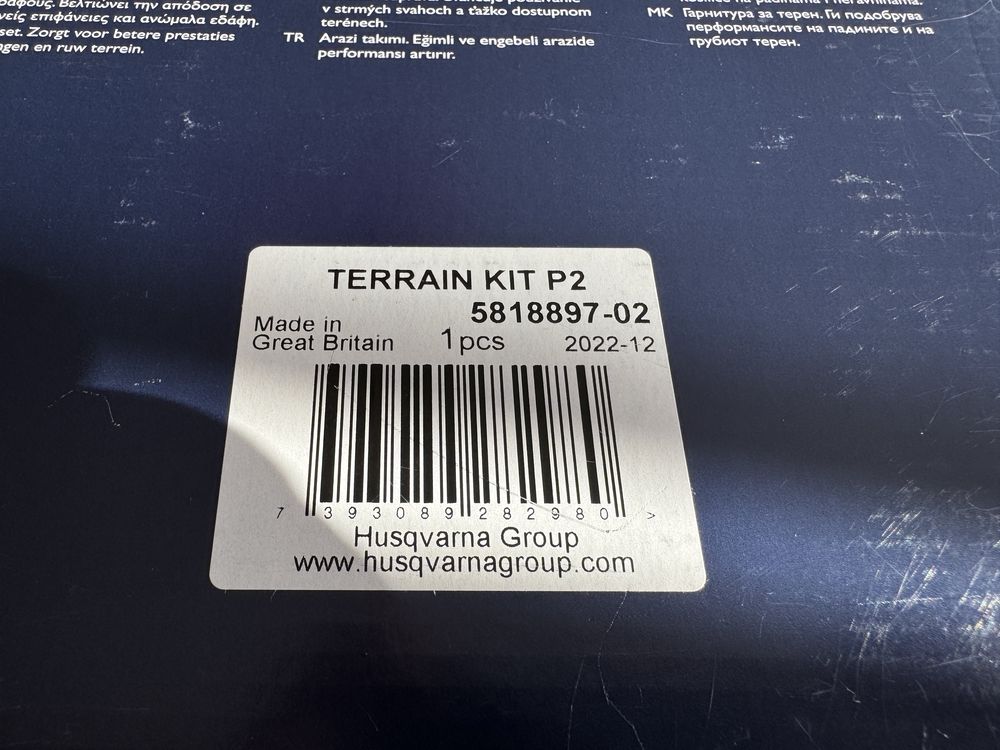 δάφους. Βελτιώνει την απόδοση σε
νείς επιφάνειες και ανώμαλα εδάφη.
set. Zorgt voor betere prestaties
ngen en ruw terrein.
v strmých svahoch a ťažko dostupnom
terénech.
TR Arazi takımı. Eğimli ve engebeli arazide
performansı artırır.
MK Гарнитура за терен. Ги подобрува
перформансите на падините и на
грубиот терен.
TERRAIN KIT P2
5818897-02
Made in
Great Britain 1pcs 2022-12
7 393089 282980 >
Husqvarna Group
www.husqvarnagroup.com